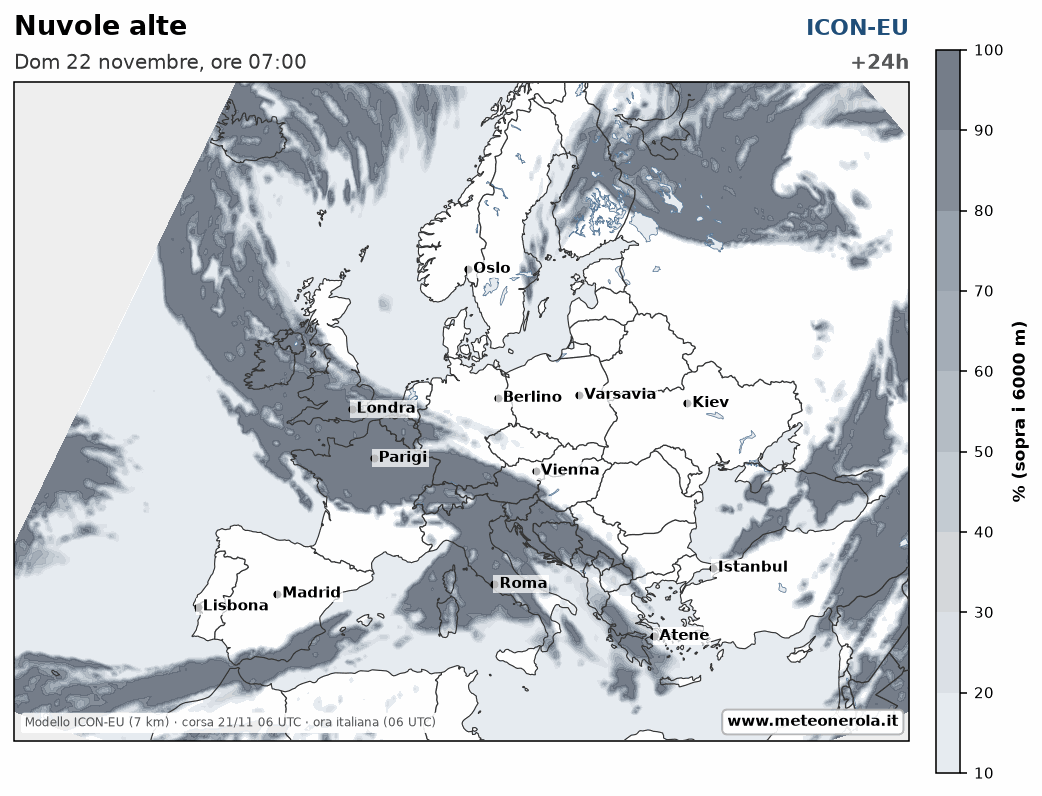 Nuvole alte
ICON-EU
Dom 22 novembre, ore 07:00
+24h
100
90
80
70
60
50
40
30
20
10
% (sopra i 6000 m)
Oslo
Londra
Berlino
Varsavia
Kiev
Parigi
Vienna
Istanbul
Roma
Madrid
Lisbona
Atene
Modello ICON-EU (7 km) · corsa 21/11 06 UTC · ora italiana (06 UTC)
www.meteonerola.it